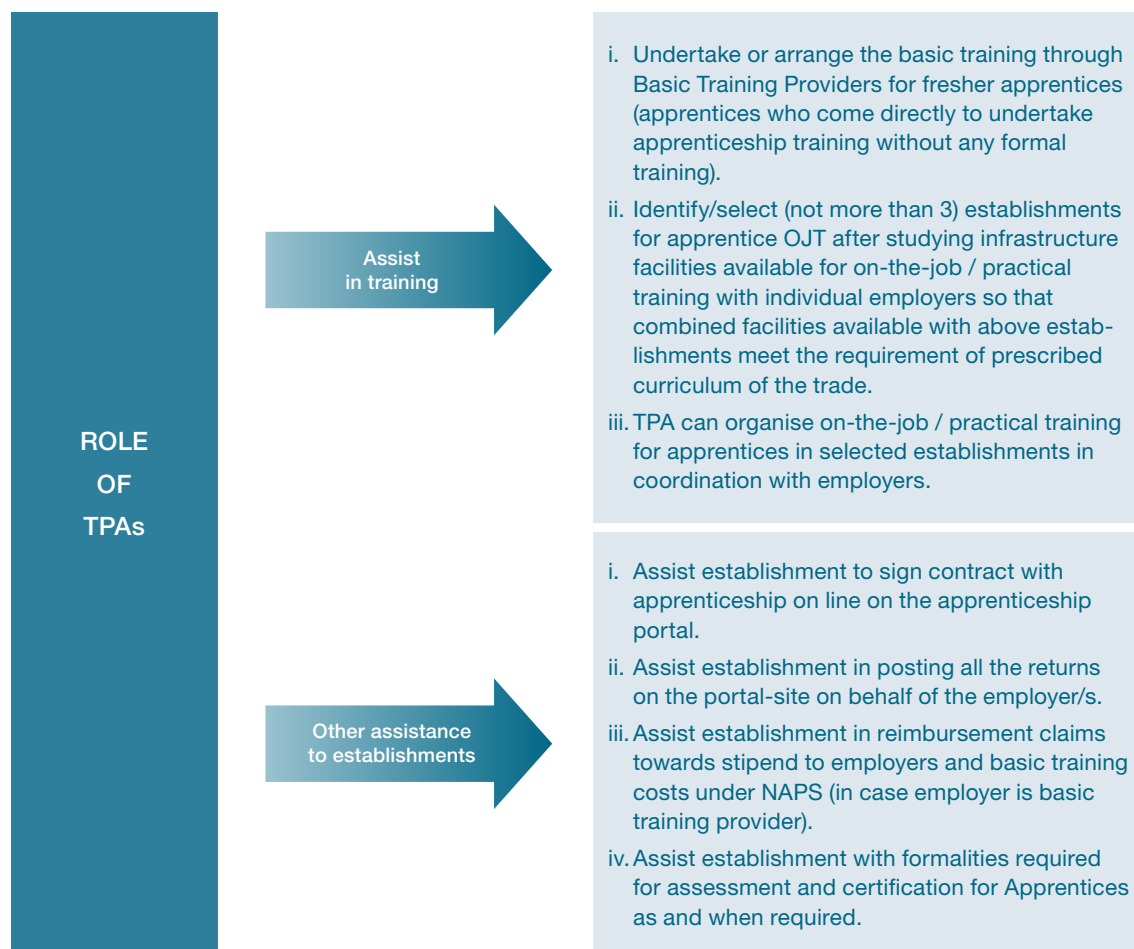 ROLE
OF
TPAs
Assist
in training
i. Undertake or arrange the basic training through
Basic Training Providers for fresher apprentices
(apprentices who come directly to undertake
apprenticeship training without any formal
training).
ii. Identify/select (not more than 3) establishments
for apprentice OJT after studying infrastructure
facilities available for on-the-job / practical
training with individual employers so that
combined facilities available with above estab-
lishments meet the requirement of prescribed
curriculum of the trade.
iii. TPA can organise on-the-job / practical training
for apprentices in selected establishments in
coordination with employers.
Other assistance
to establishments
i. Assist establishment to sign contract with
apprenticeship on line on the apprenticeship
portal.
ii. Assist establishment in posting all the returns
on the portal-site on behalf of the employer/s.
iii. Assist establishment in reimbursement claims
towards stipend to employers and basic training
costs under NAPS (in case employer is basic
training provider).
iv. Assist establishment with formalities required
for assessment and certification for Apprentices
as and when required.